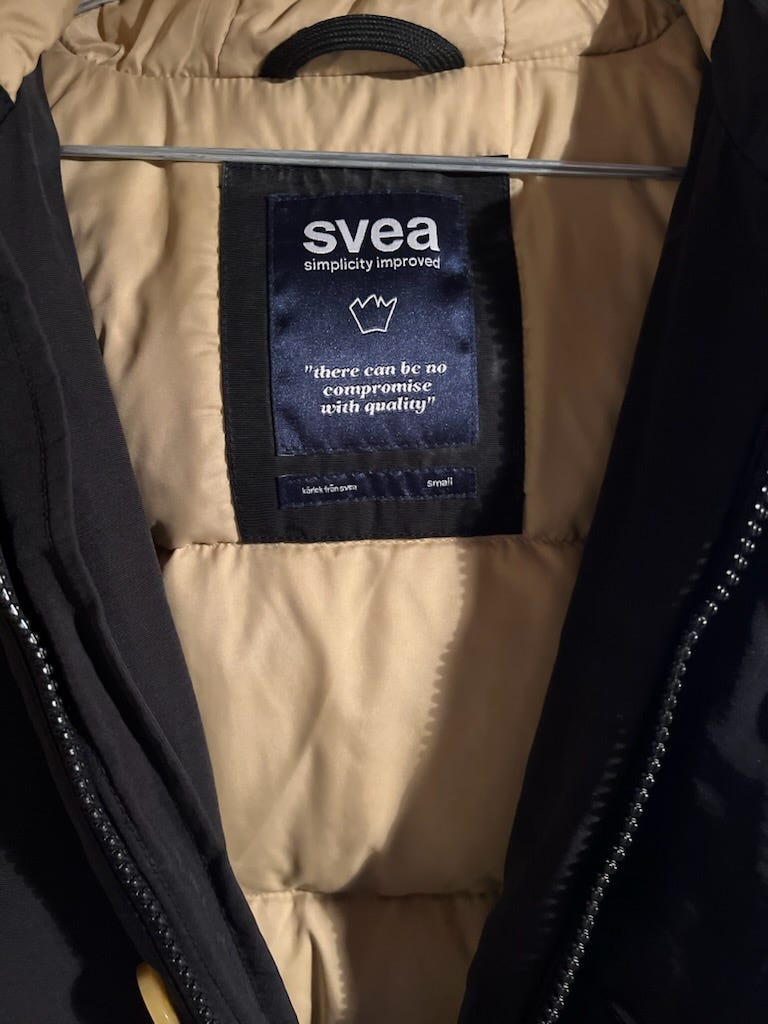 svea
simplicity improved
"there can be no
compromise
with quality"
kärlek från svea
small